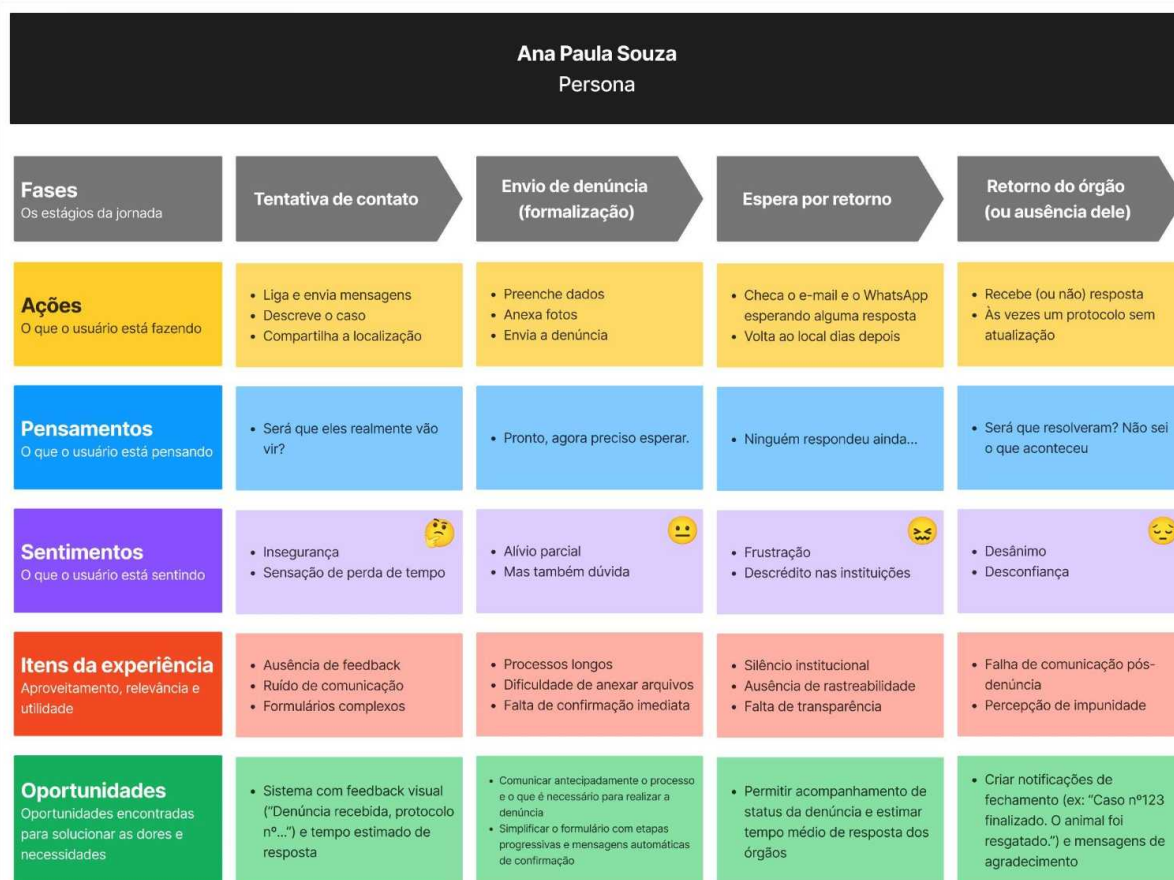 Ana Paula Souza
Persona
Fases
Os estágios da jornada
Tentativa de contato
Envio de denúncia
(formalização)
Espera por retorno
Retorno do órgão
(ou ausência dele)
Ações
O que o usuário está fazendo
• Liga e envia mensagens
• Descreve o caso
• Compartilha a localização
• Preenche dados
• Anexa fotos
• Envia a denúncia
• Checa o e-mail e o WhatsApp
esperando alguma resposta
• Volta ao local dias depois
• Recebe (ou não) resposta
• Às vezes um protocolo sem
atualização
Pensamentos
O que o usuário está pensando
• Será que eles realmente vão
vir?
• Pronto, agora preciso esperar.
• Ninguém respondeu ainda...
• Será que resolveram? Não sei
o que aconteceu
Sentimentos
O que o usuário está sentindo
• Insegurança
• Sensação de perda de tempo
• Alívio parcial
• Mas também dúvida
• Frustração
• Descrédito nas instituições
• Desânimo
• Desconfiança
Itens da experiência
Aproveitamento, relevância e
utilidade
• Ausência de feedback
• Ruído de comunicação
• Formulários complexos
• Processos longos
• Dificuldade de anexar arquivos
• Falta de confirmação imediata
• Silêncio institucional
• Ausência de rastreabilidade
• Falta de transparência
• Falha de comunicação pós-
denúncia
• Percepção de impunidade
Oportunidades
Oportunidades encontradas
para solucionar as dores e
necessidades
• Sistema com feedback visual
("Denúncia recebida, protocolo
nº...") e tempo estimado de
resposta
• Comunicar antecipadamente o processo
e o que é necessário para realizar a
denúncia
• Simplificar o formulário com etapas
progressivas e mensagens automáticas
de confirmação
• Permitir acompanhamento de
status da denúncia e estimar
tempo médio de resposta dos
órgãos
• Criar notificações de
fechamento (ex: "Caso nº123
finalizado. O animal foi
resgatado.") e mensagens de
agradecimento